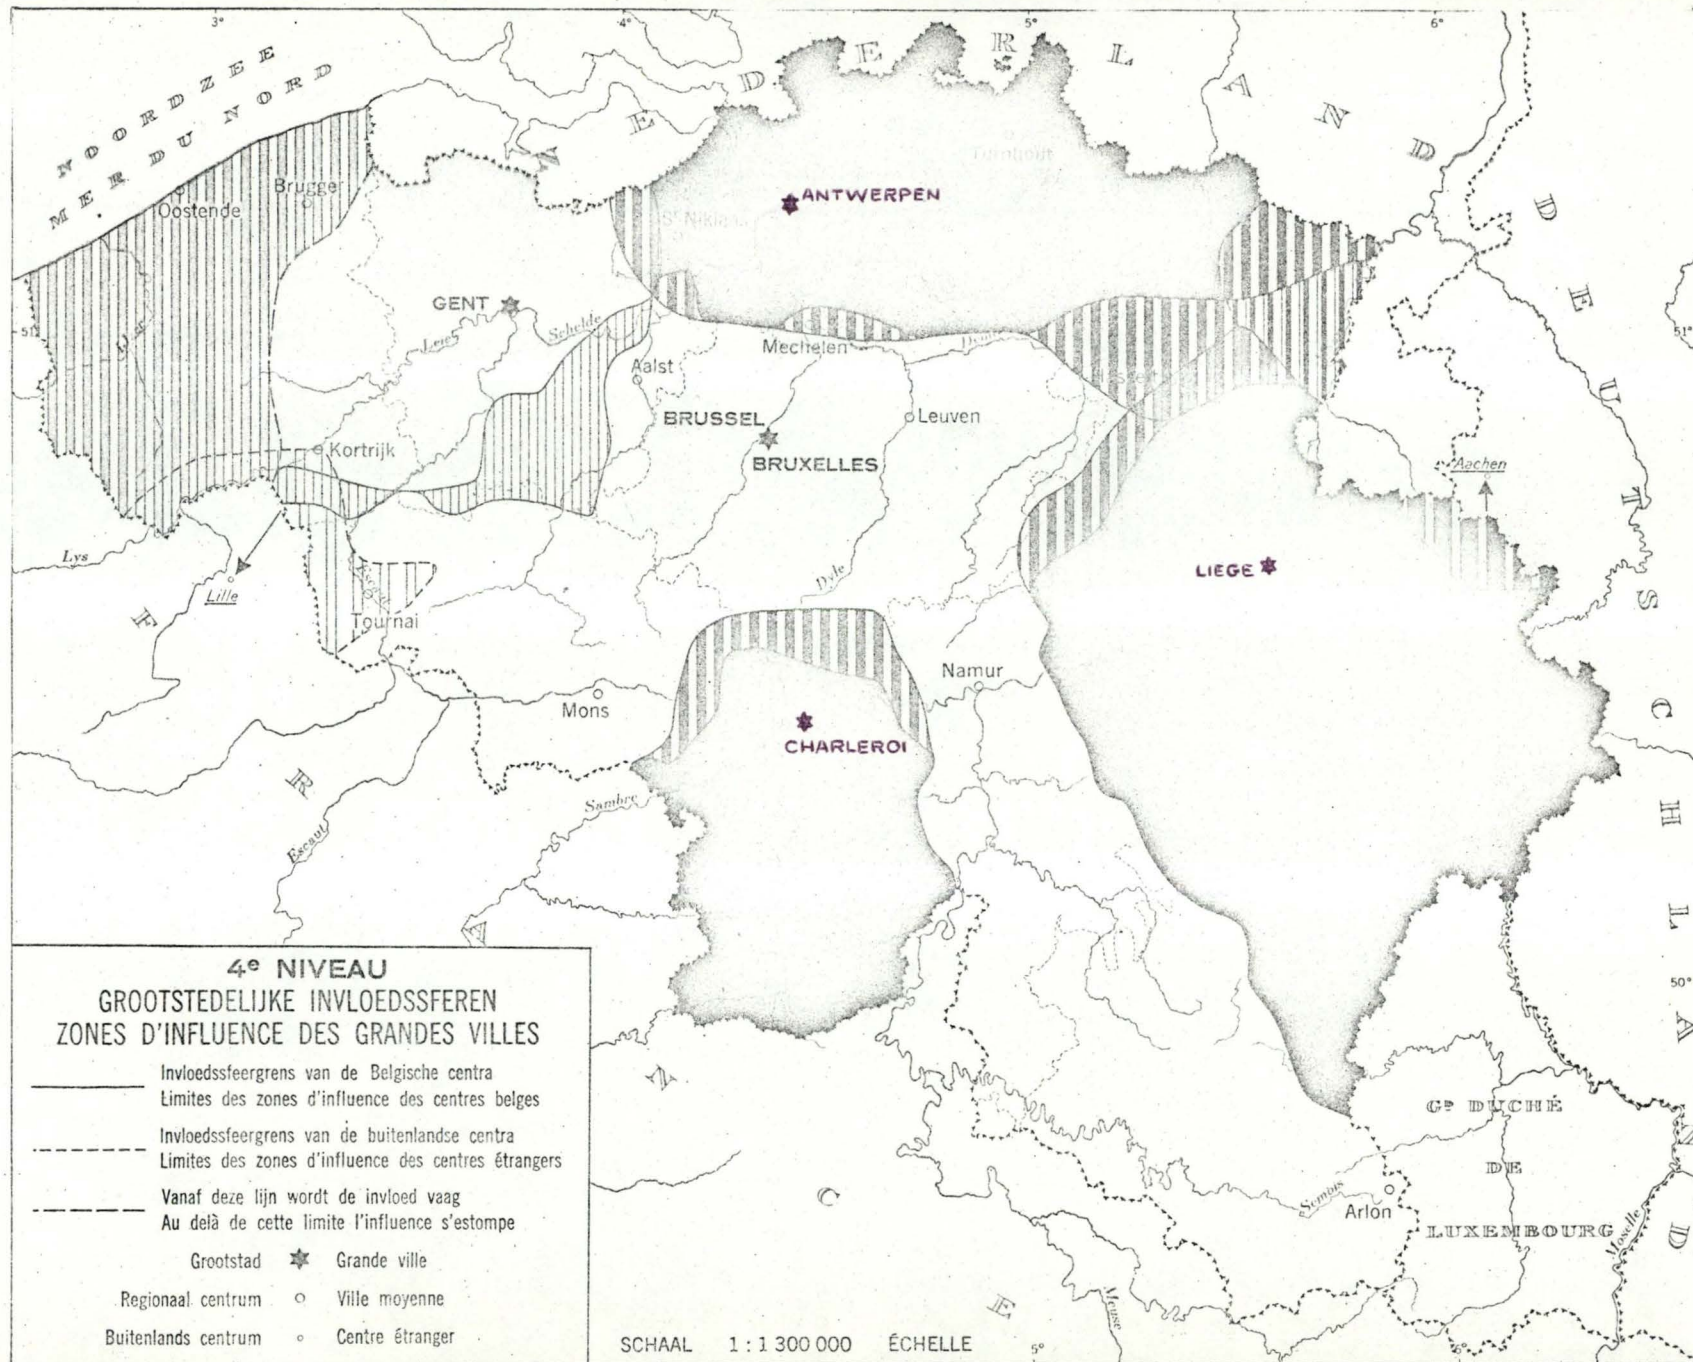 3°
4°
5°
6°
NOORDZEE
MER DU NORD
NEDERLAND
DEUTSCHLAND
Turnhout
Brugge
Oostende
ANTWERPEN
St Niklaas
GENT
Schelde
Leie
51°
51°
Mechelen
Aalst
BRUSSEL
BRUXELLES
Leuven
Kortrijk
Aachen
Lys
Lille
Escaut
Tournai
Dyle
LIEGE
Namur
Mons
CHARLEROI
Sambre
Escaut
FRANCE
50°
Gᴰ DUCHÉ
DE
LUXEMBOURG
Semois
Arlon
Moselle
Meuse
4e NIVEAU
GROOTSTEDELIJKE INVLOEDSSFEREN
ZONES D'INFLUENCE DES GRANDES VILLES
Invloedssfeergrens van de Belgische centra
Limites des zones d'influence des centres belges
Invloedssfeergrens van de buitenlandse centra
Limites des zones d'influence des centres étrangers
Vanaf deze lijn wordt de invloed vaag
Au delà de cette limite l'influence s'estompe
Grootstad Grande ville
Regionaal centrum Ville moyenne
Buitenlands centrum Centre étranger
SCHAAL 1:1 300 000 ÉCHELLE
5°
6°